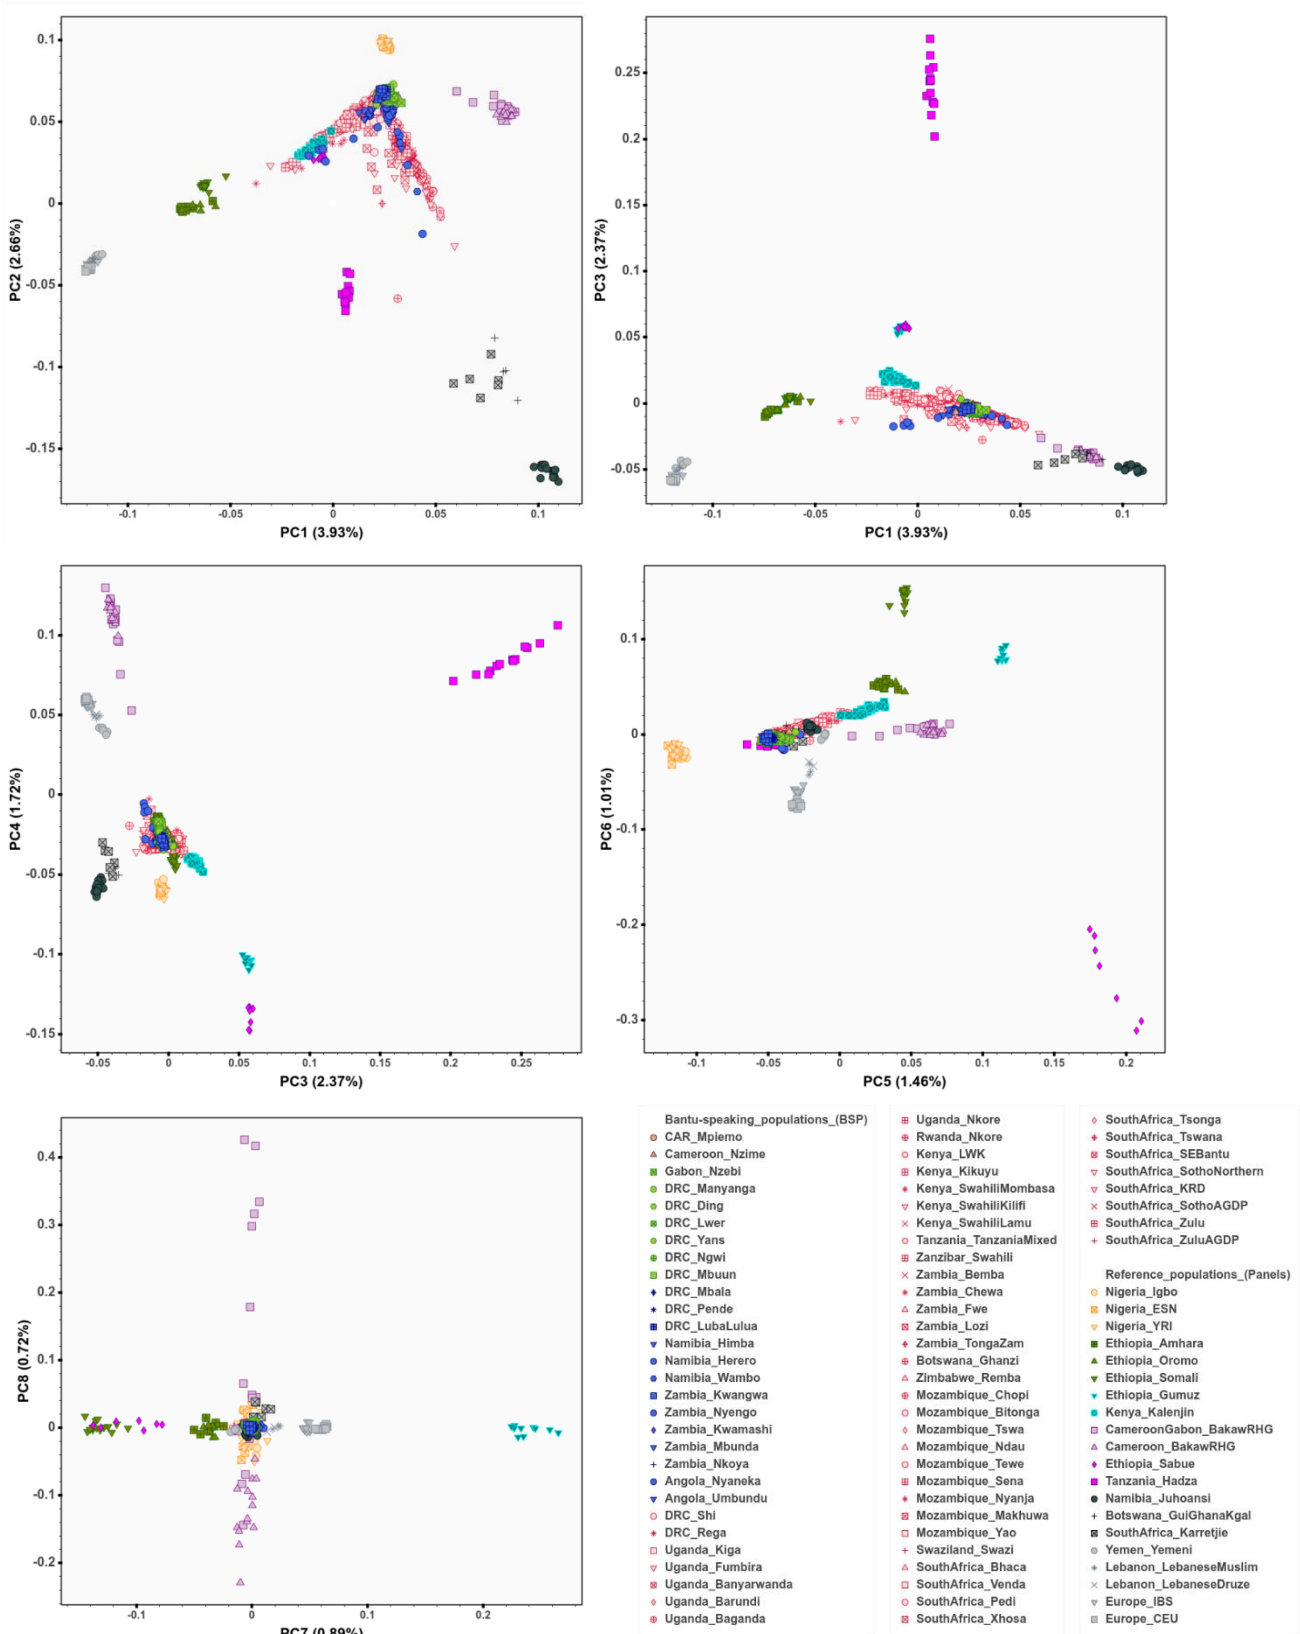 0.1
0.05
0
-0.05
-0.1
-0.15
PC2 (2.66%)
-0.1 -0.05 0 0.05 0.1
PC1 (3.93%)
0.25
0.2
0.15
0.1
0.05
0
-0.05
PC3 (2.37%)
-0.1 -0.05 0 0.05 0.1
PC1 (3.93%)
0.1
0.05
0
-0.05
-0.1
-0.15
PC4 (1.72%)
-0.05 0 0.05 0.1 0.15 0.2 0.25
PC3 (2.37%)
0.1
0
-0.1
-0.2
-0.3
PC6 (1.01%)
-0.1 -0.05 0 0.05 0.1 0.15 0.2
PC5 (1.46%)
0.4
0.3
0.2
0.1
0
-0.1
-0.2
PC8 (0.72%)
-0.1 0 0.1 0.2
PC7 (0.89%)
Bantu-speaking_populations_(BSP)
CAR_Mpiemo
Cameroon_Nzime
Gabon_Nzebi
DRC_Manyanga
DRC_Ding
DRC_Lwer
DRC_Yans
DRC_Ngwi
DRC_Mbuun
DRC_Mbala
DRC_Pende
DRC_LubaLulua
Namibia_Himba
Namibia_Herero
Namibia_Wambo
Zambia_Kwangwa
Zambia_Nyengo
Zambia_Kwamashi
Zambia_Mbunda
Zambia_Nkoya
Angola_Nyaneka
Angola_Umbundu
DRC_Shi
DRC_Rega
Uganda_Kiga
Uganda_Fumbira
Uganda_Banyarwanda
Uganda_Barundi
Uganda_Baganda
Uganda_Nkore
Rwanda_Nkore
Kenya_LWK
Kenya_Kikuyu
Kenya_SwahiliMombasa
Kenya_SwahiliKilifi
Kenya_SwahiliLamu
Tanzania_TanzaniaMixed
Zanzibar_Swahili
Zambia_Bemba
Zambia_Chewa
Zambia_Fwe
Zambia_Lozi
Zambia_TongaZam
Botswana_Ghanzi
Zimbabwe_Remba
Mozambique_Chopi
Mozambique_Bitonga
Mozambique_Tswa
Mozambique_Ndau
Mozambique_Tewe
Mozambique_Sena
Mozambique_Nyanja
Mozambique_Makhuwa
Mozambique_Yao
Swaziland_Swazi
SouthAfrica_Bhaca
SouthAfrica_Venda
SouthAfrica_Pedi
SouthAfrica_Xhosa
SouthAfrica_Tsonga
SouthAfrica_Tswana
SouthAfrica_SEBantu
SouthAfrica_SothoNorthern
SouthAfrica_KRD
SouthAfrica_SothoAGDP
SouthAfrica_Zulu
SouthAfrica_ZuluAGDP
Reference_populations_(Panels)
Nigeria_Igbo
Nigeria_ESN
Nigeria_YRI
Ethiopia_Amhara
Ethiopia_Oromo
Ethiopia_Somali
Ethiopia_Gumuz
Kenya_Kalenjin
CameroonGabon_BakawRHG
Cameroon_BakawRHG
Ethiopia_Sabue
Tanzania_Hadza
Namibia_Juhoansi
Botswana_GuiGhanaKgal
SouthAfrica_Karretjie
Yemen_Yemeni
Lebanon_LebaneseMuslim
Lebanon_LebaneseDruze
Europe_IBS
Europe_CEU